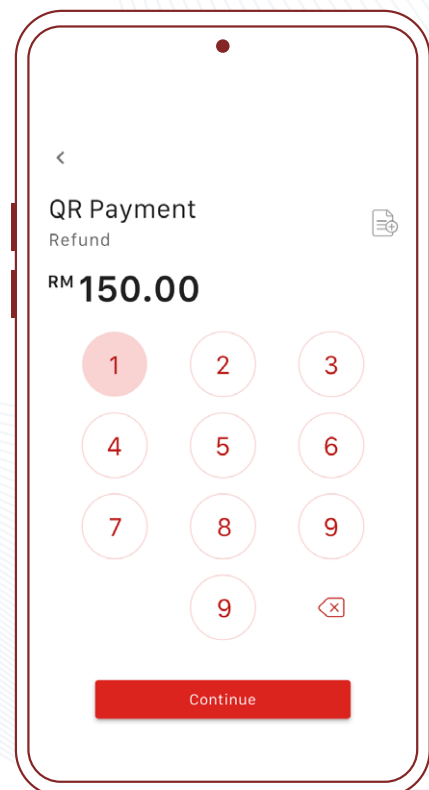 QR Payment
Refund
RM 150.00
1 2 3
4 5 6
7 8 9
9
Continue